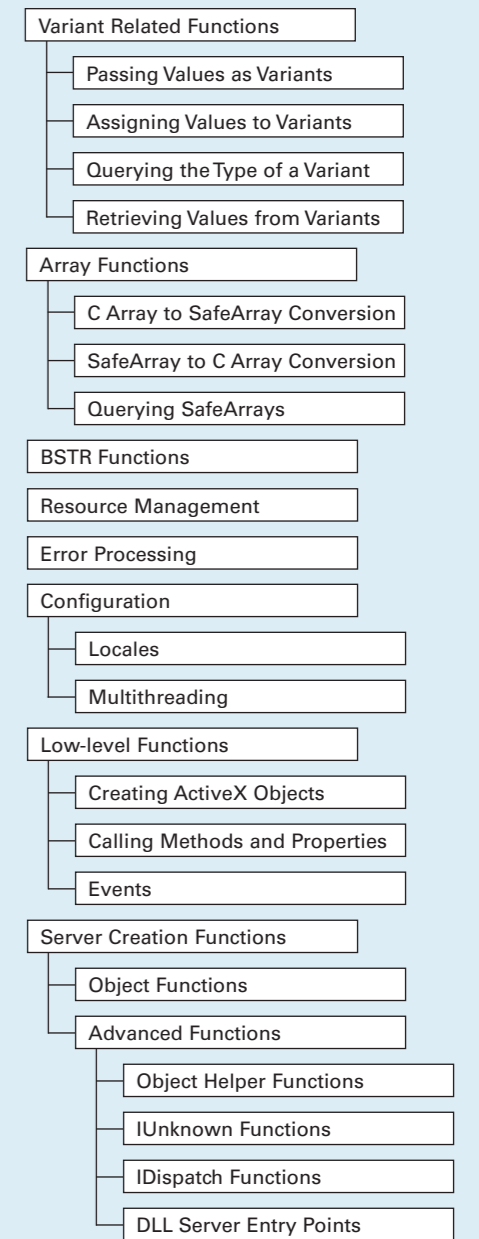 Variant Related Functions
Passing Values as Variants
Assigning Values to Variants
Querying the Type of a Variant
Retrieving Values from Variants
Array Functions
C Array to SafeArray Conversion
SafeArray to C Array Conversion
Querying SafeArrays
BSTR Functions
Resource Management
Error Processing
Configuration
Locales
Multithreading
Low-level Functions
Creating ActiveX Objects
Calling Methods and Properties
Events
Server Creation Functions
Object Functions
Advanced Functions
Object Helper Functions
IUnknown Functions
IDispatch Functions
DLL Server Entry Points